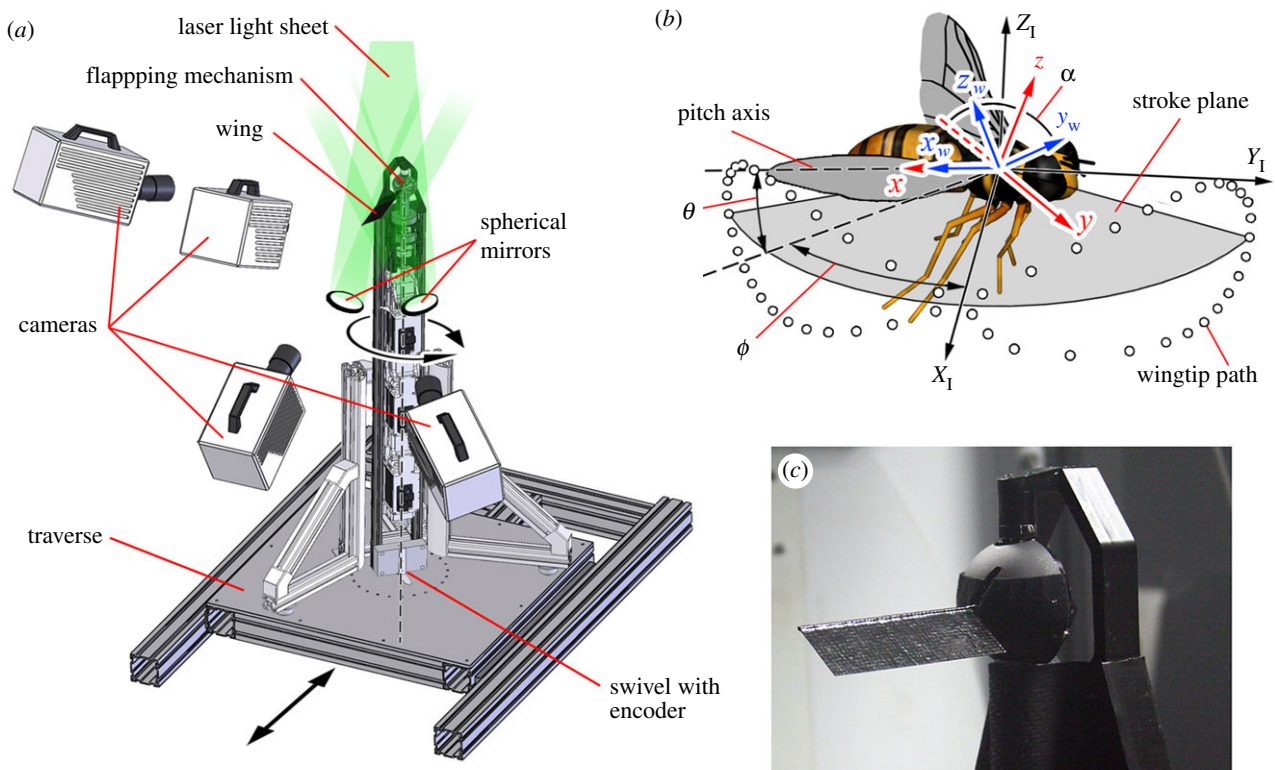 (a)
laser light sheet
flappping mechanism
wing
spherical
mirrors
cameras
traverse
swivel with
encoder
(b)
Z_I
z
α
z_w
y_w
stroke plane
pitch axis
x_w
x
Y_I
θ
y
ϕ
X_I
wingtip path
(c)